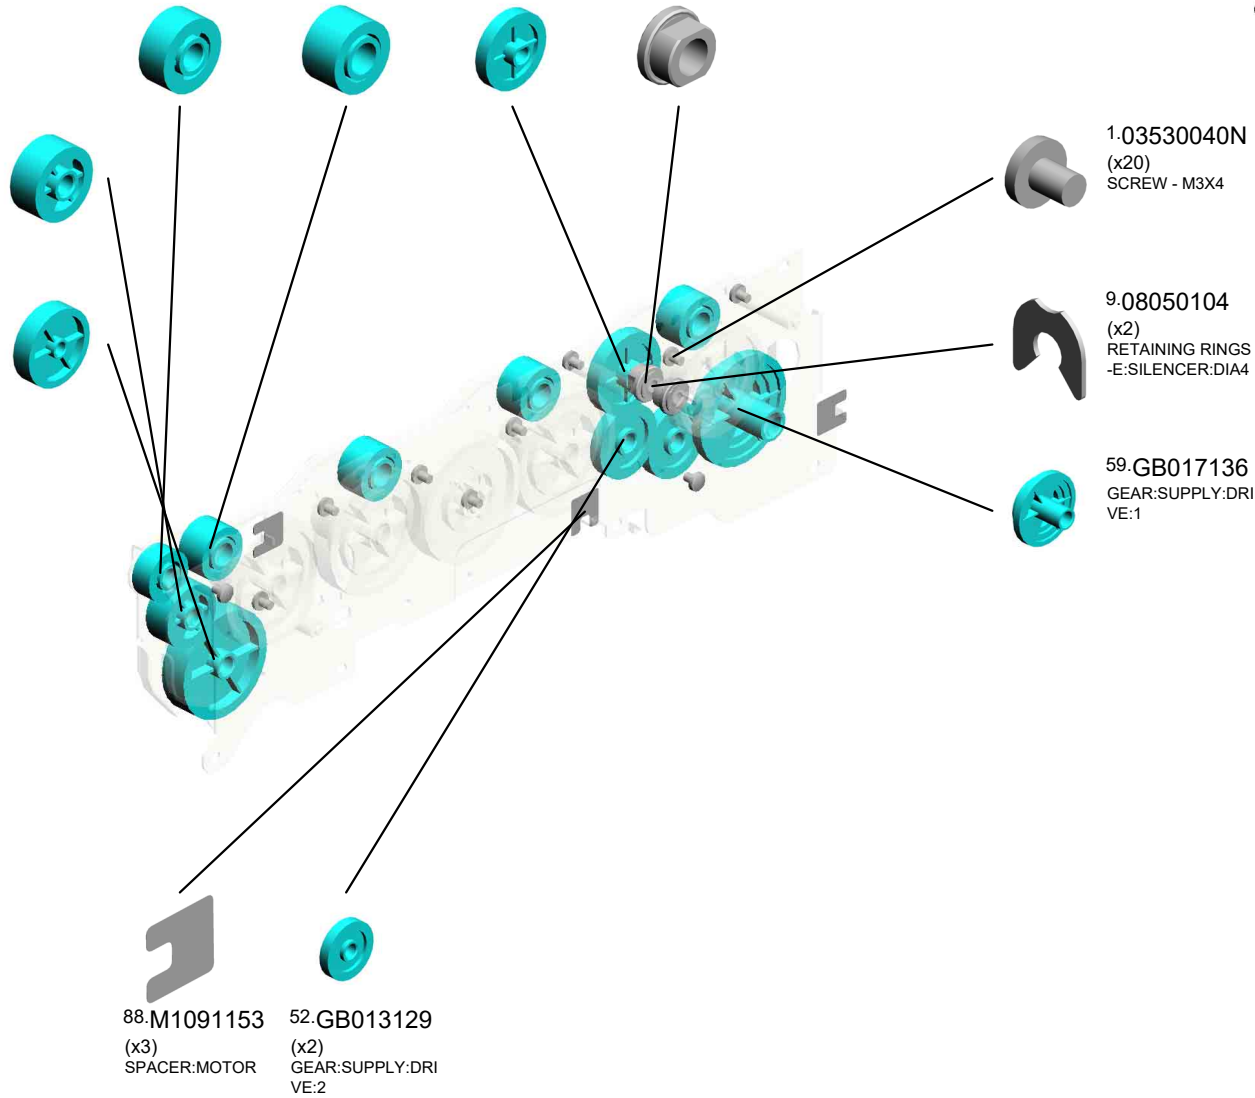 1.03530040N
(x20)
SCREW - M3X4
9.08050104
(x2)
RETAINING RINGS
-E:SILENCER:DIA4
59.GB017136
GEAR:SUPPLY:DRI
VE:1
88.M1091153
(x3)
SPACER:MOTOR
52.GB013129
(x2)
GEAR:SUPPLY:DRI
VE:2